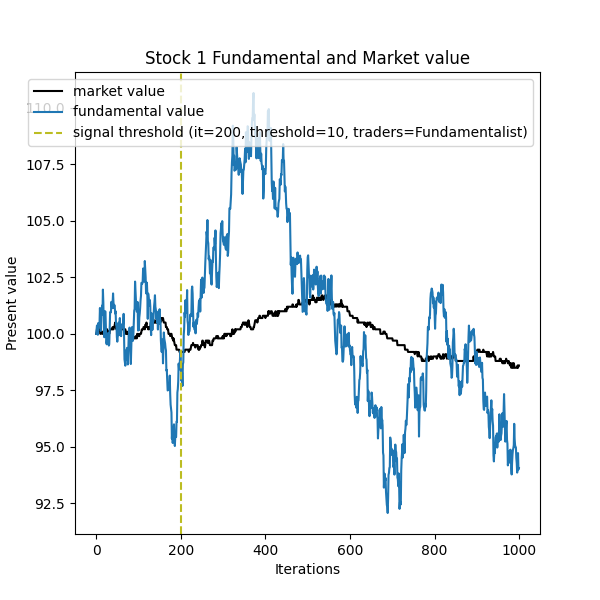 Stock 1 Fundamental and Market value
market value
110.0
fundamental value
signal threshold (it=200, threshold=10, traders=Fundamentalist)
107.5
105.0
102.5
100.0
97.5
95.0
92.5
Present value
0 200 400 600 800 1000
Iterations